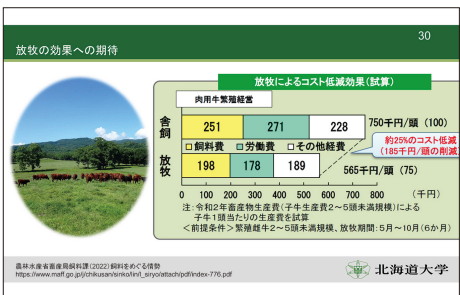 30
放牧の効果への期待
放牧によるコスト低減効果(試算)
肉用牛繁殖経営
舎飼
251 271 228
750千円/頭 (100)
□飼料費 □労働費 □その他経費
約25%のコスト低減
(185千円/頭の削減)
放牧
198 178 189
565千円/頭 (75)
0 100 200 300 400 500 600 700 800 (千円)
注:令和2年畜産物生産費(子牛生産費2~5頭未満規模)による
子牛1頭当たりの生産費を試算
<前提条件>繁殖雌牛2~5頭未満規模、放牧期間:5月~10月(6か月)
農林水産省畜産局飼料課(2022)飼料をめぐる情勢
https://www.maff.go.jp/j/chikusan/sinko/lin/l_siryo/attach/pdf/index-776.pdf
北海道大学